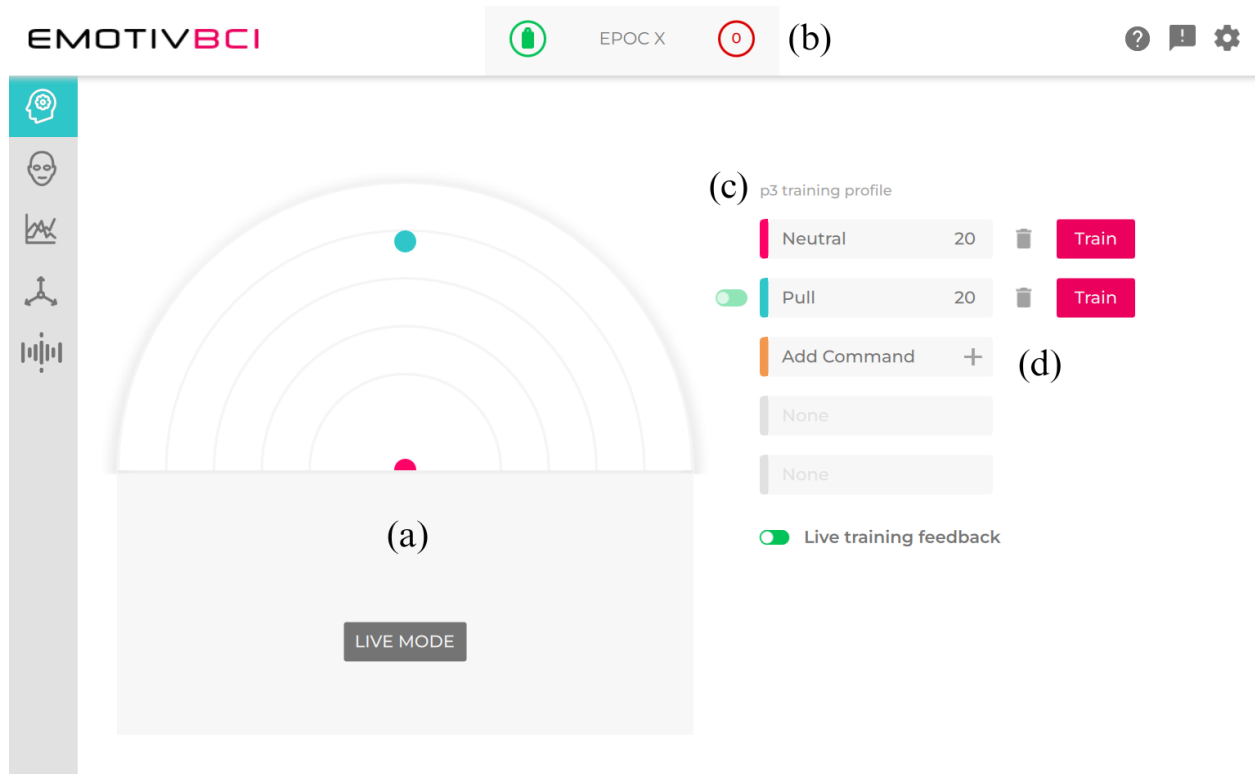 EMOTIVBCI
EPOC X
0
(b)
(c)
p3 training profile
Neutral 20
Train
Pull 20
Train
Add Command +
(d)
None
None
(a)
Live training feedback
LIVE MODE